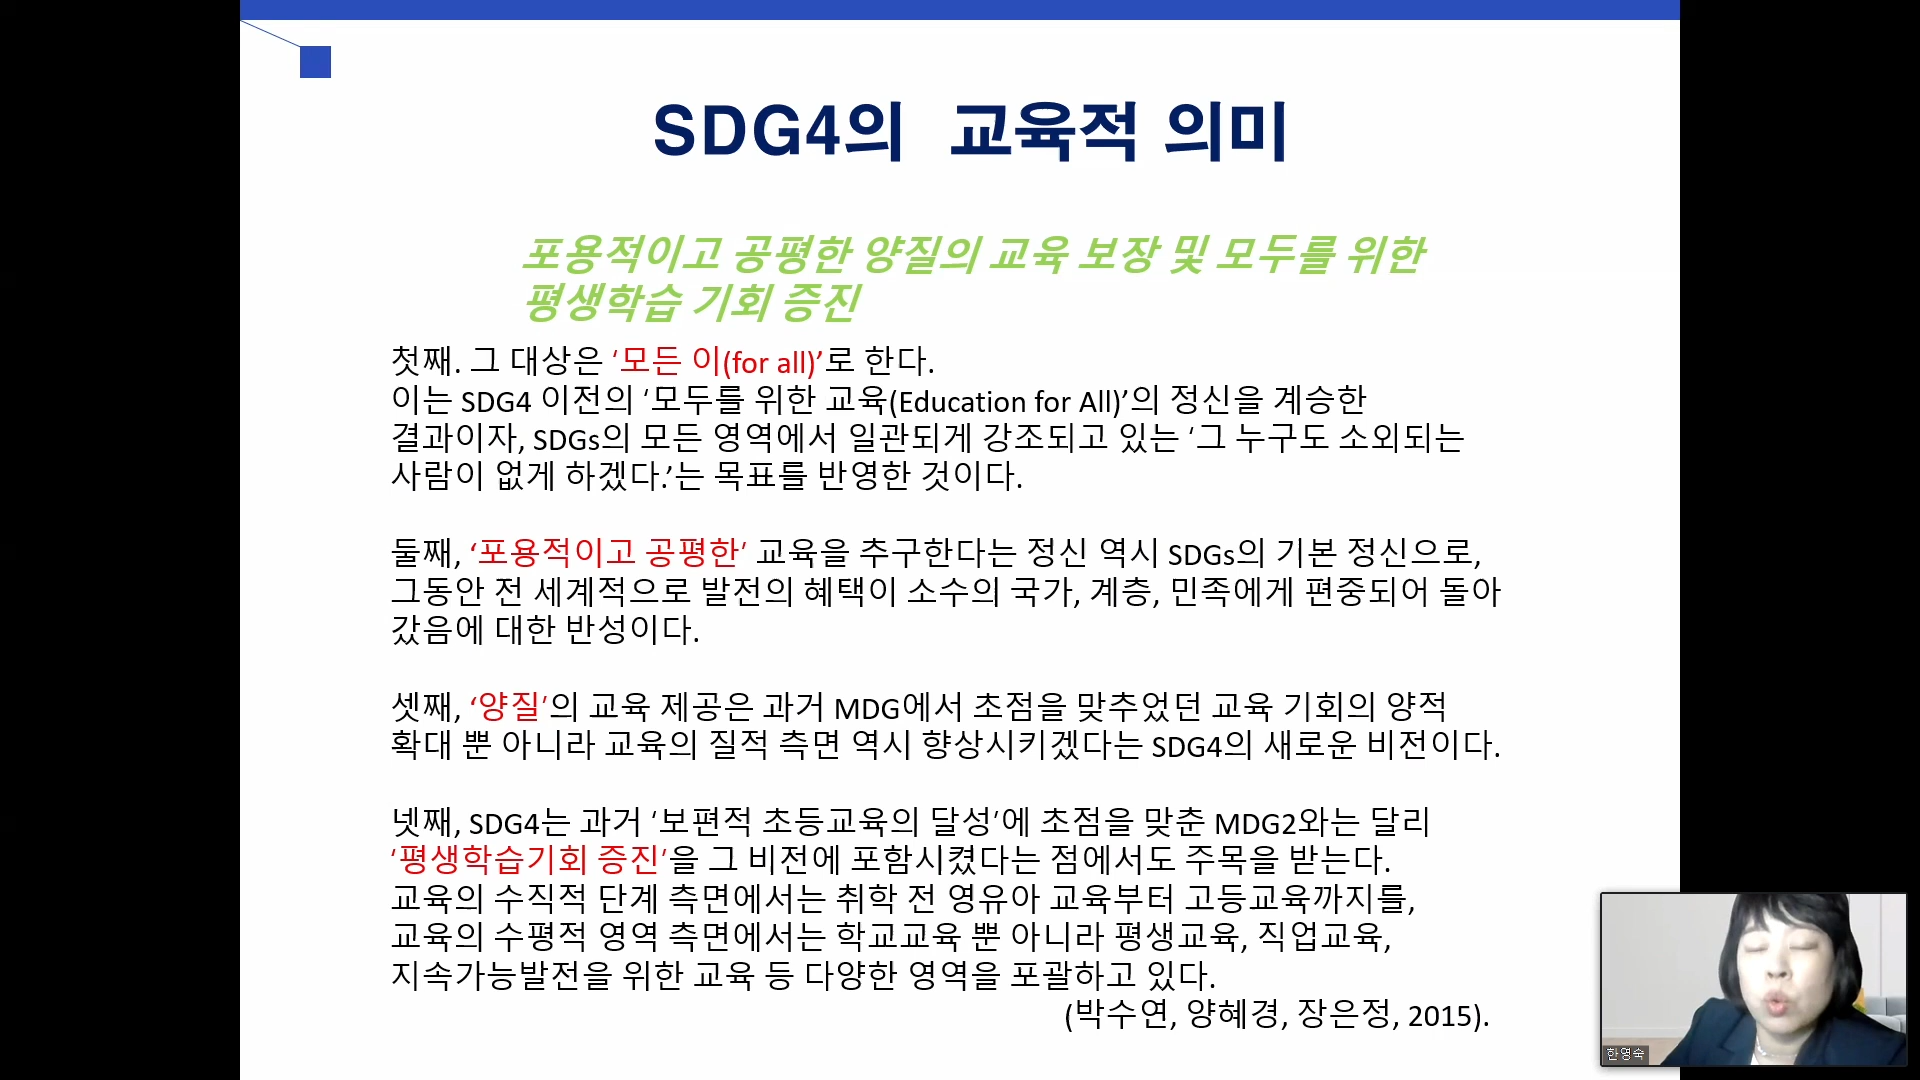 SDG4의 교육적 의미
포용적이고 공평한 양질의 교육 보장 및 모두를 위한
평생학습 기회 증진
첫째. 그 대상은 ‘모든 이(for all)’로 한다.
이는 SDG4 이전의 ‘모두를 위한 교육(Education for All)’의 정신을 계승한
결과이자, SDGs의 모든 영역에서 일관되게 강조되고 있는 ‘그 누구도 소외되는
사람이 없게 하겠다.’는 목표를 반영한 것이다.
둘째, ‘포용적이고 공평한’ 교육을 추구한다는 정신 역시 SDGs의 기본 정신으로,
그동안 전 세계적으로 발전의 혜택이 소수의 국가, 계층, 민족에게 편중되어 돌아
갔음에 대한 반성이다.
셋째, ‘양질’의 교육 제공은 과거 MDG에서 초점을 맞추었던 교육 기회의 양적
확대 뿐 아니라 교육의 질적 측면 역시 향상시키겠다는 SDG4의 새로운 비전이다.
넷째, SDG4는 과거 ‘보편적 초등교육의 달성’에 초점을 맞춘 MDG2와는 달리
‘평생학습기회 증진’을 그 비전에 포함시켰다는 점에서도 주목을 받는다.
교육의 수직적 단계 측면에서는 취학 전 영유아 교육부터 고등교육까지를,
교육의 수평적 영역 측면에서는 학교교육 뿐 아니라 평생교육, 직업교육,
지속가능발전을 위한 교육 등 다양한 영역을 포괄하고 있다.
(박수연, 양혜경, 장은정, 2015).
한영숙